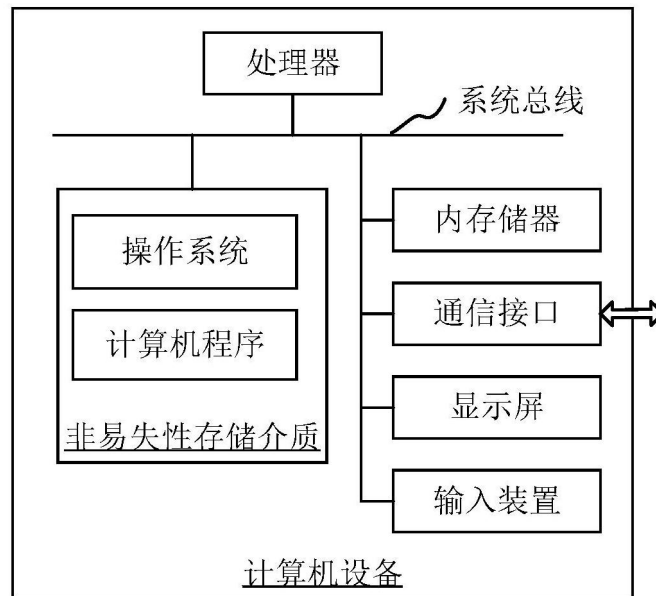 处理器
系统总线
操作系统
计算机程序
非易失性存储介质
内存储器
通信接口
显示屏
输入装置
计算机设备